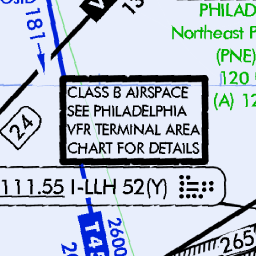 181
13
PHILAD
Northeast P
(PNE)
120
(A) 12
CLASS B AIRSPACE
SEE PHILADELPHIA
VFR TERMINAL AREA
CHART FOR DETAILS
24
111.55 I-LLH 52(Y)
T4
2600
265